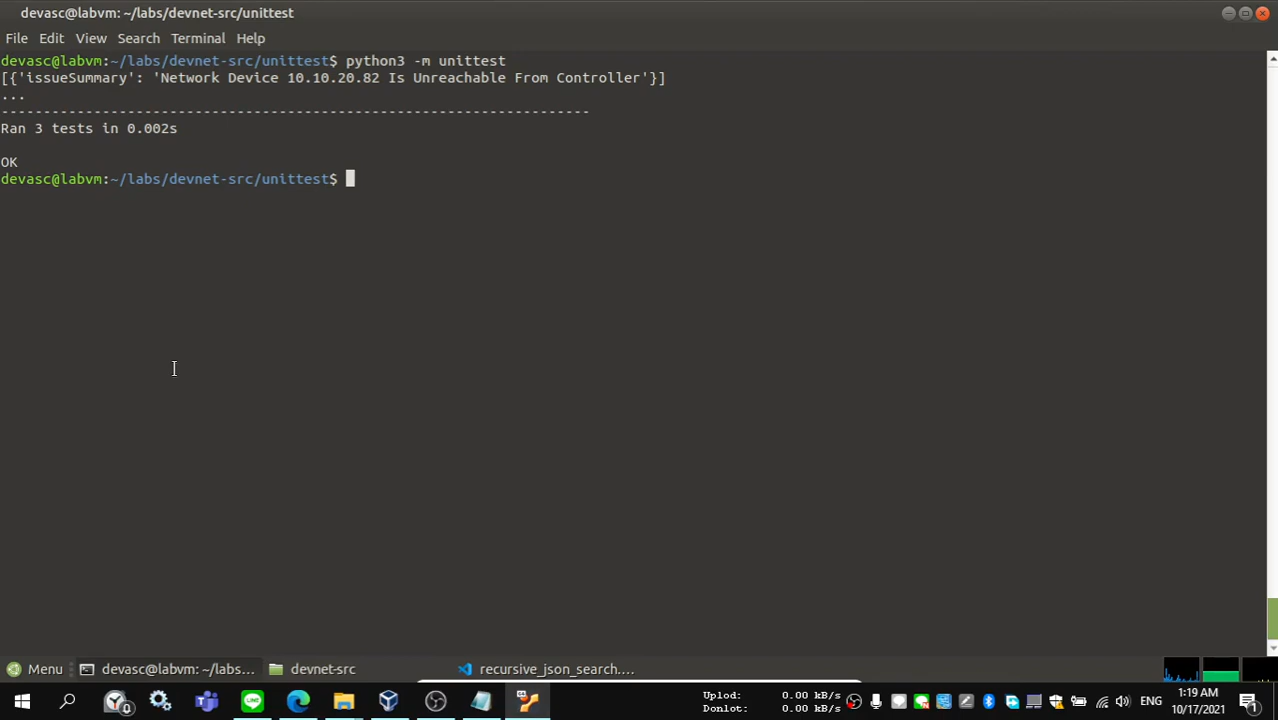 devasc@labvm: ~/labs/devnet-src/unittest
File Edit View Search Terminal Help
devasc@labvm:~/labs/devnet-src/unittest$ python3 -m unittest
[{'issueSummary': 'Network Device 10.10.20.82 Is Unreachable From Controller'}]
...
----------------------------------------------------------------------
Ran 3 tests in 0.002s
OK
devasc@labvm:~/labs/devnet-src/unittest$
Menu devasc@labvm: ~/labs... devnet-src recursive_json_search....
Uplod: 0.00 kB/s
Donlot: 0.00 kB/s
ENG
1:19 AM
10/17/2021